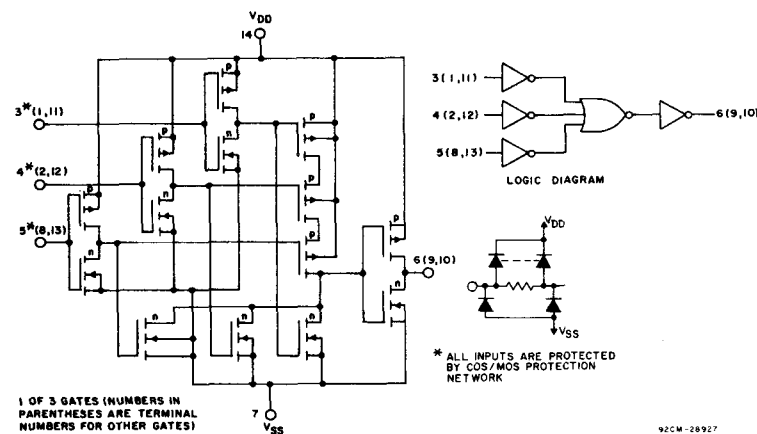 VDD
14
3*(1,11)
4*(2,12)
5*(8,13)
p
n
p
n
p
n
p
p
p
p
n
n
n
n
6(9,10)
7
VSS
3(1,11)
4(2,12)
5(8,13)
6(9,10)
LOGIC DIAGRAM
VDD
VSS
* ALL INPUTS ARE PROTECTED
BY COS/MOS PROTECTION
NETWORK
1 OF 3 GATES (NUMBERS IN
PARENTHESES ARE TERMINAL
NUMBERS FOR OTHER GATES)
92CM-28927